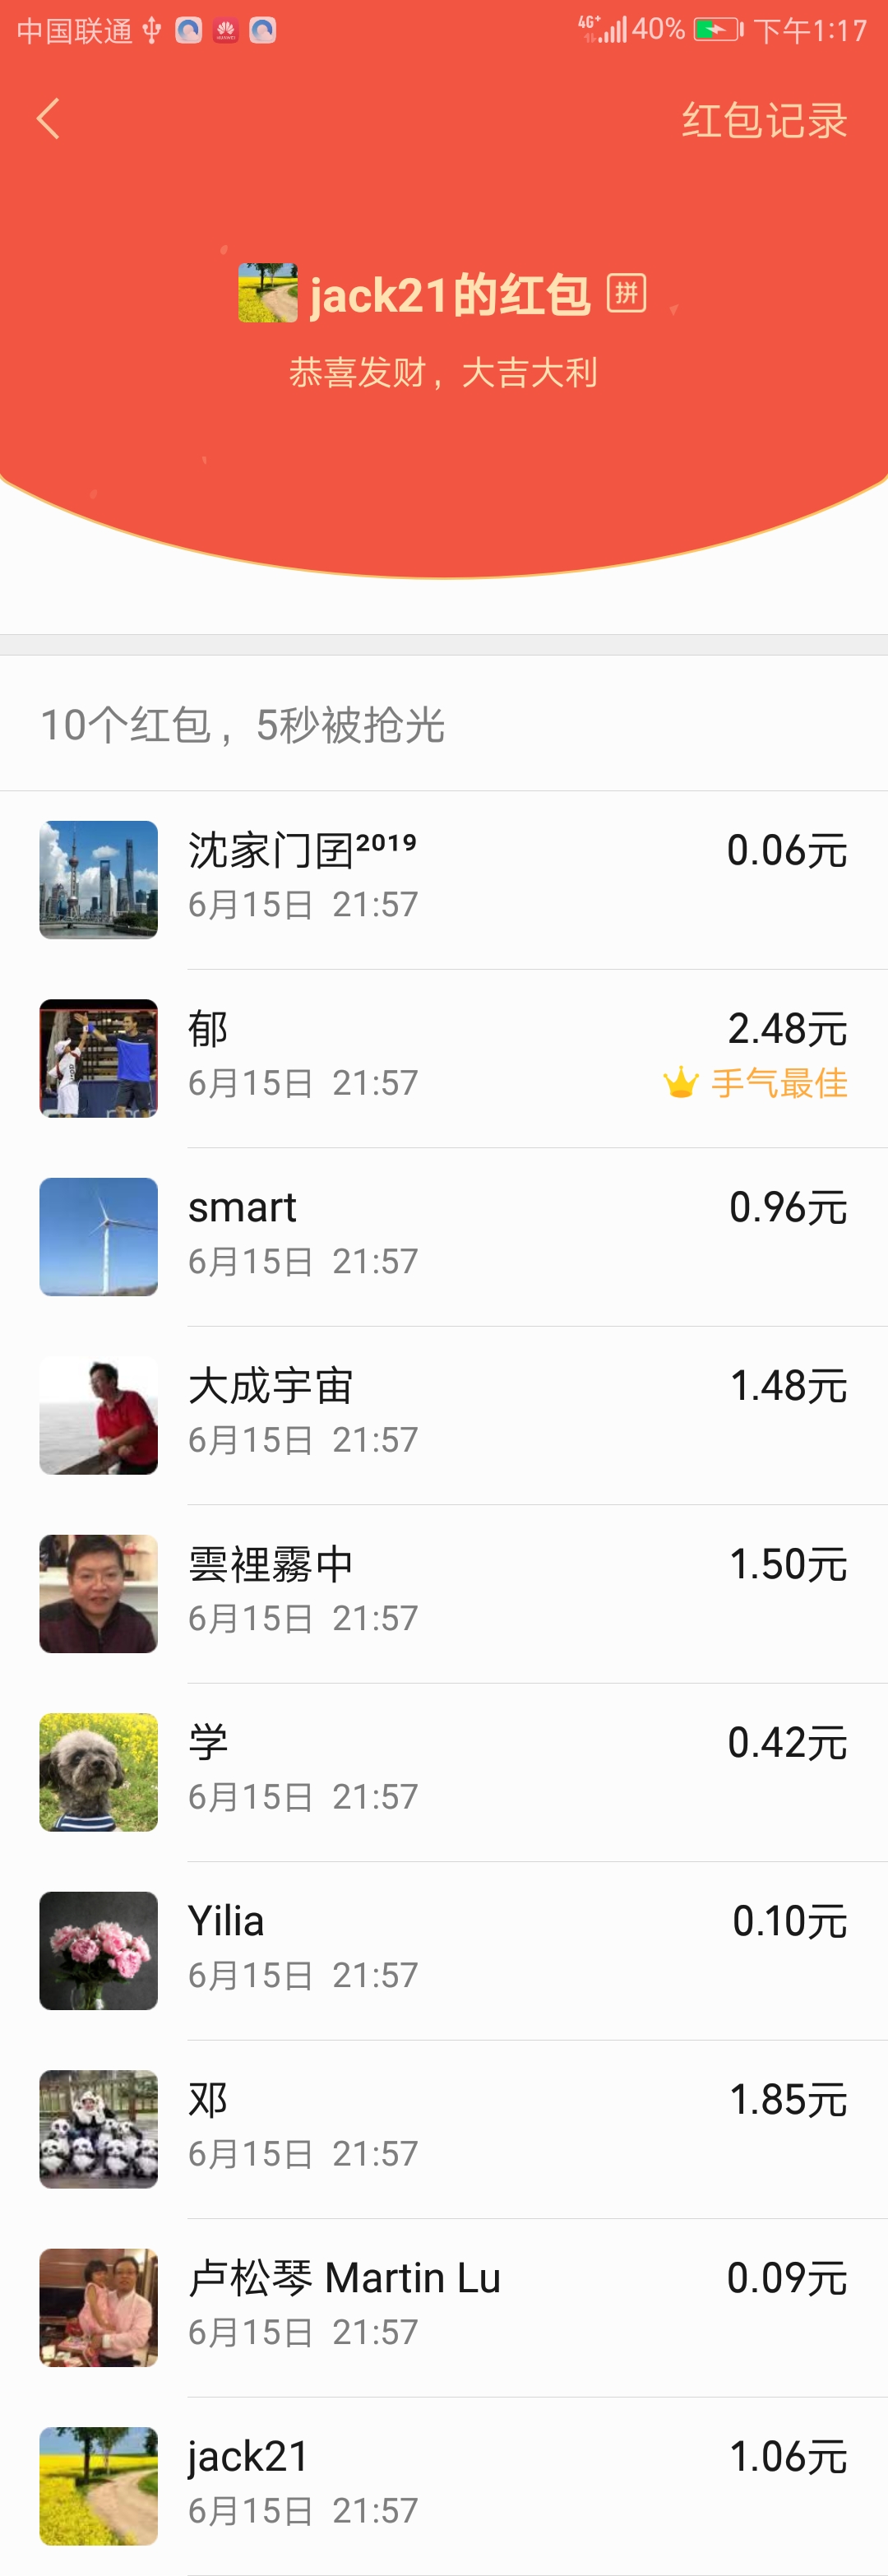 中国联通 4G+ 40% 下午1:17
红包记录
jack21的红包 拼
恭喜发财，大吉大利
10个红包，5秒被抢光
沈家门囝²⁰¹⁹ 0.06元
6月15日 21:57
郁 2.48元
6月15日 21:57 手气最佳
smart 0.96元
6月15日 21:57
大成宇宙 1.48元
6月15日 21:57
雲裡霧中 1.50元
6月15日 21:57
学 0.42元
6月15日 21:57
Yilia 0.10元
6月15日 21:57
邓 1.85元
6月15日 21:57
卢松琴 Martin Lu 0.09元
6月15日 21:57
jack21 1.06元
6月15日 21:57